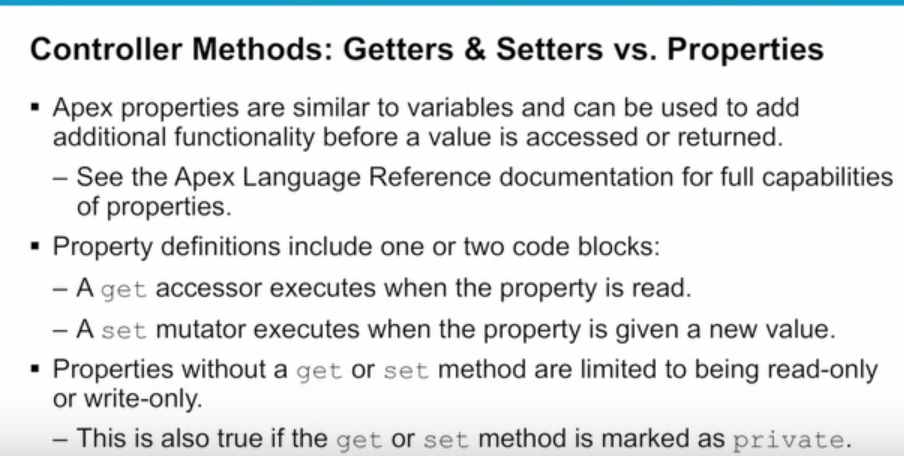 Controller Methods: Getters & Setters vs. Properties
▪ Apex properties are similar to variables and can be used to add
additional functionality before a value is accessed or returned.
– See the Apex Language Reference documentation for full capabilities
of properties.
▪ Property definitions include one or two code blocks:
– A get accessor executes when the property is read.
– A set mutator executes when the property is given a new value.
▪ Properties without a get or set method are limited to being read-only
or write-only.
– This is also true if the get or set method is marked as private.